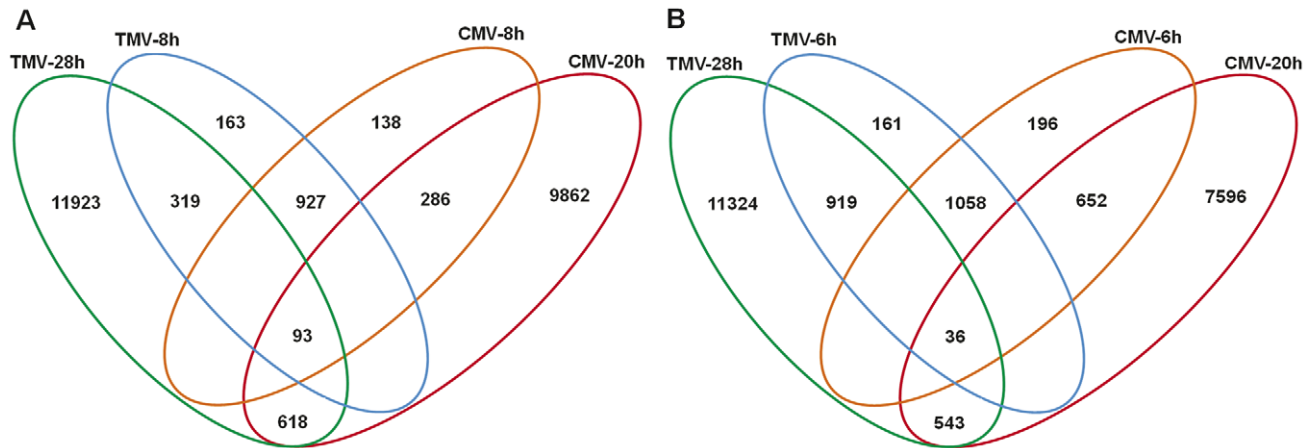 A
TMV-28h
TMV-8h
CMV-8h
CMV-20h
163
138
11923
319
927
286
9862
93
618
B
TMV-28h
TMV-6h
CMV-6h
CMV-20h
161
196
11324
919
1058
652
7596
36
543